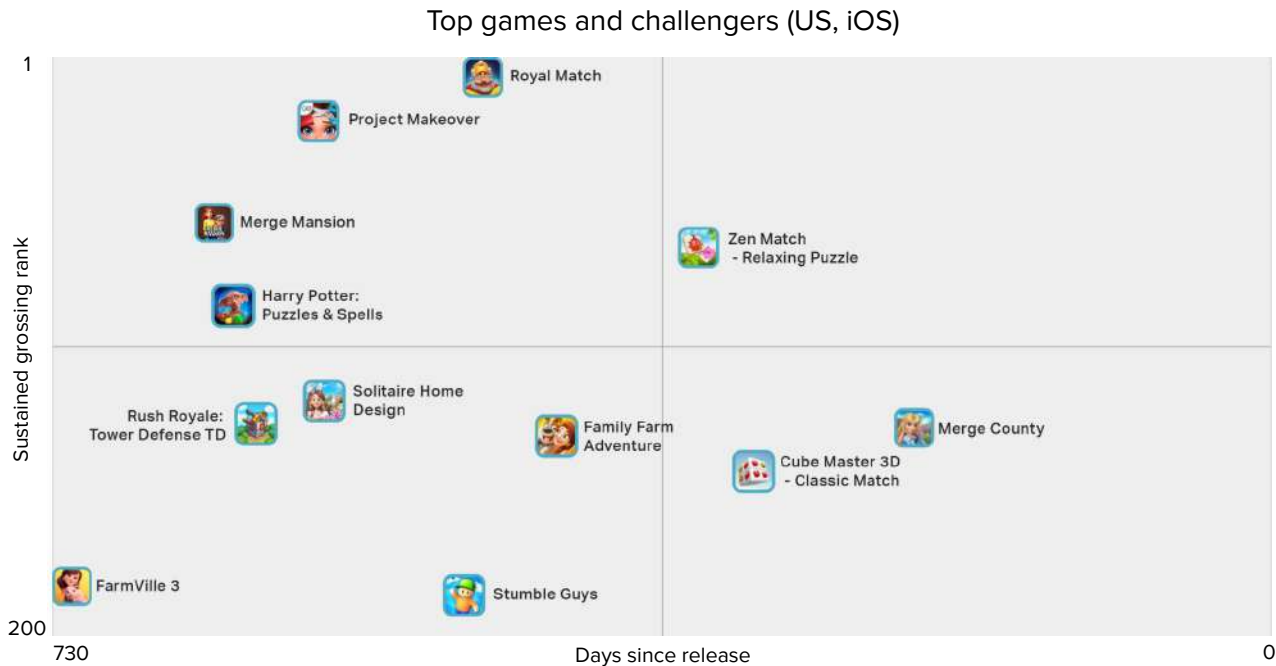 Top games and challengers (US, iOS)
1
Royal Match
Project Makeover
Merge Mansion
Zen Match
- Relaxing Puzzle
Harry Potter:
Puzzles & Spells
Sustained grossing rank
Solitaire Home
Design
Rush Royale:
Tower Defense TD
Family Farm
Adventure
Merge County
Cube Master 3D
- Classic Match
FarmVille 3
Stumble Guys
200
730
Days since release
0